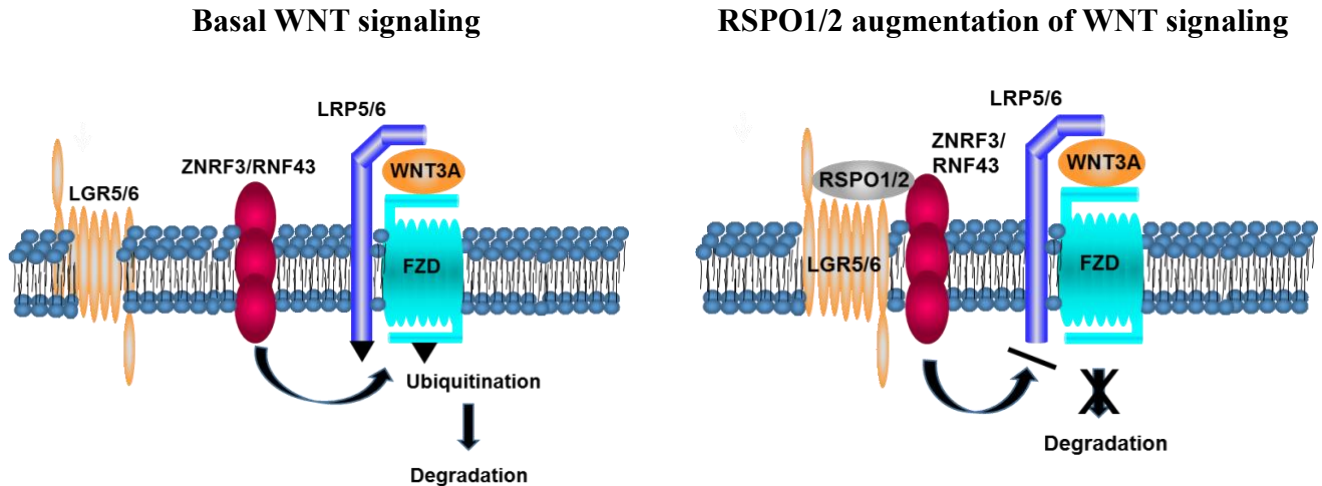 Basal WNT signaling
LRP5/6
ZNRF3/RNF43
WNT3A
LGR5/6
FZD
Ubiquitination
Degradation
RSPO1/2 augmentation of WNT signaling
LRP5/6
ZNRF3/
RNF43
WNT3A
RSPO1/2
LGR5/6
FZD
Degradation